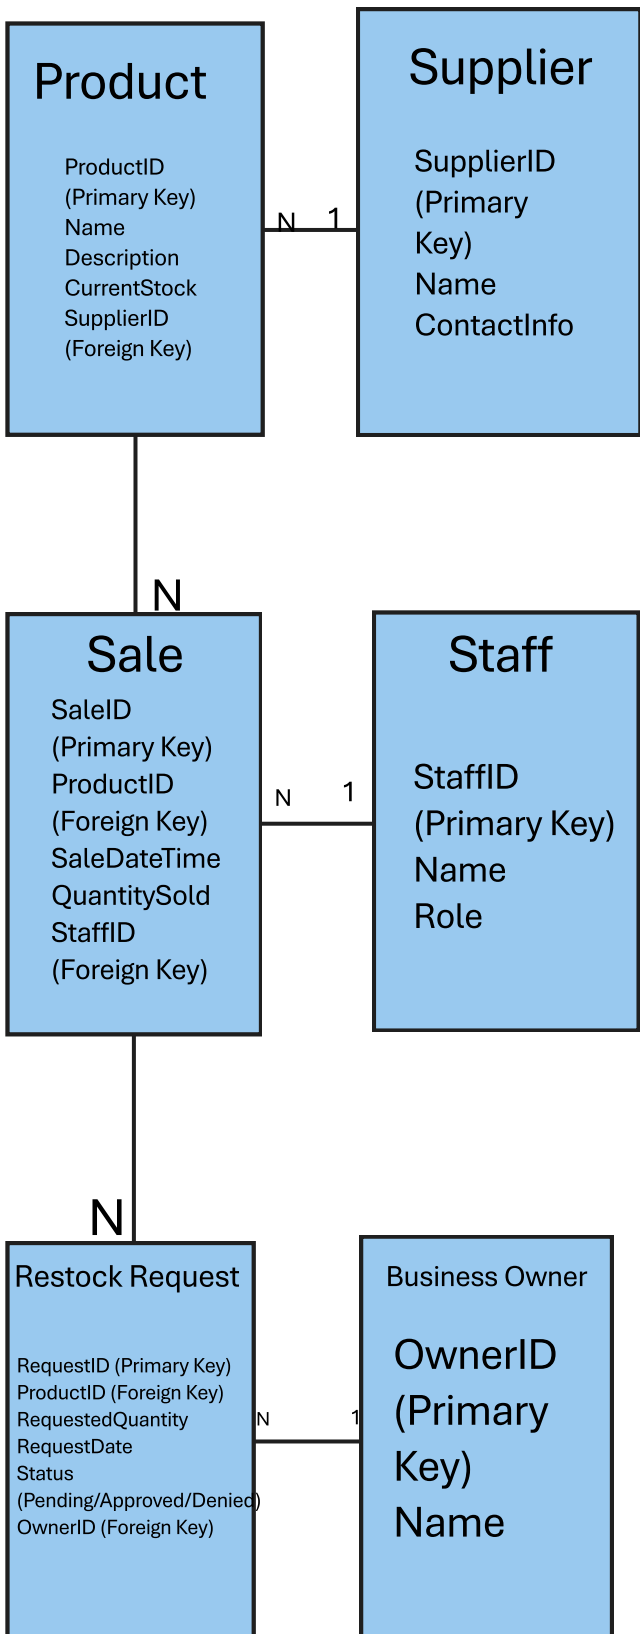 Product
ProductID
(Primary Key)
Name
Description
CurrentStock
SupplierID
(Foreign Key)
N 1
Supplier
SupplierID
(Primary
Key)
Name
ContactInfo
N
Sale
SaleID
(Primary Key)
ProductID
(Foreign Key)
SaleDateTime
QuantitySold
StaffID
(Foreign Key)
N 1
Staff
StaffID
(Primary Key)
Name
Role
N
Restock Request
RequestID (Primary Key)
ProductID (Foreign Key)
RequestedQuantity
RequestDate
Status
(Pending/Approved/Denied)
OwnerID (Foreign Key)
N 1
Business Owner
OwnerID
(Primary
Key)
Name